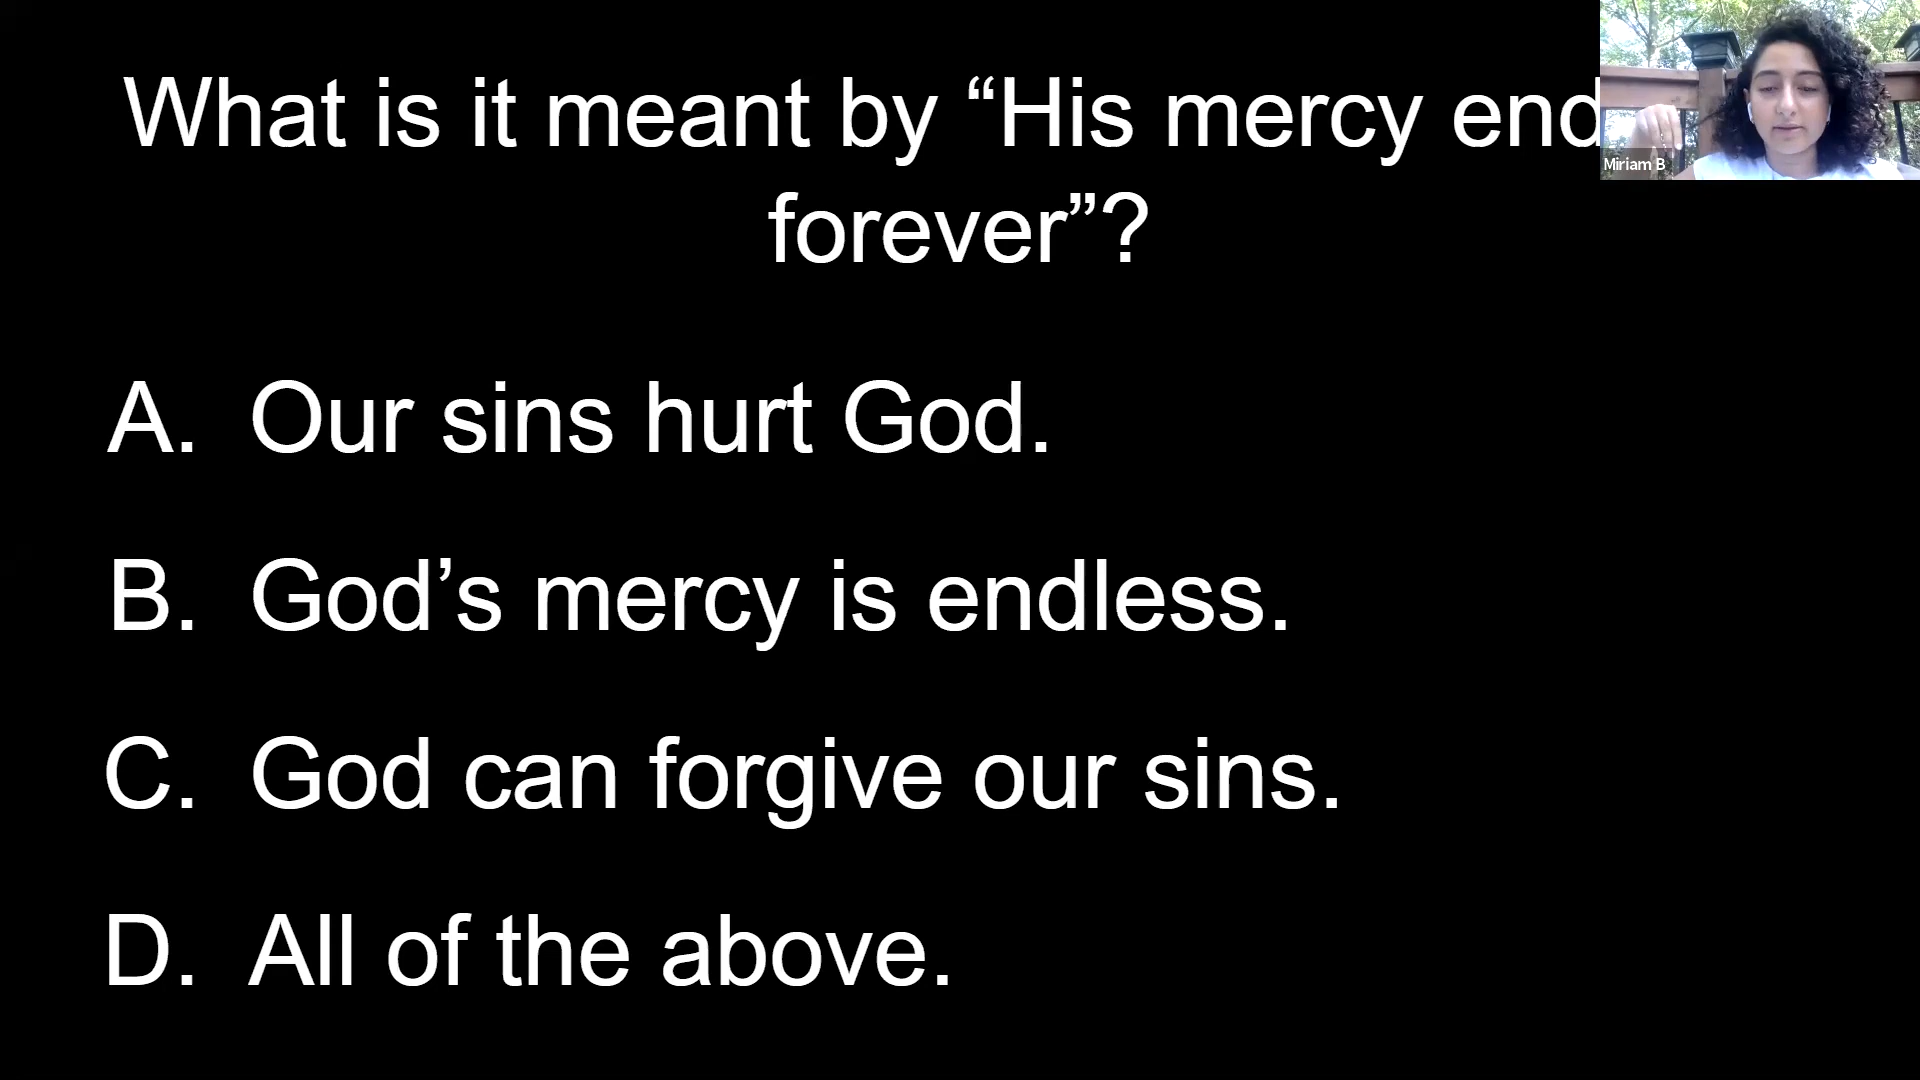 What is it meant by “His mercy end
forever”?
A. Our sins hurt God.
B. God’s mercy is endless.
C. God can forgive our sins.
D. All of the above.
Miriam B